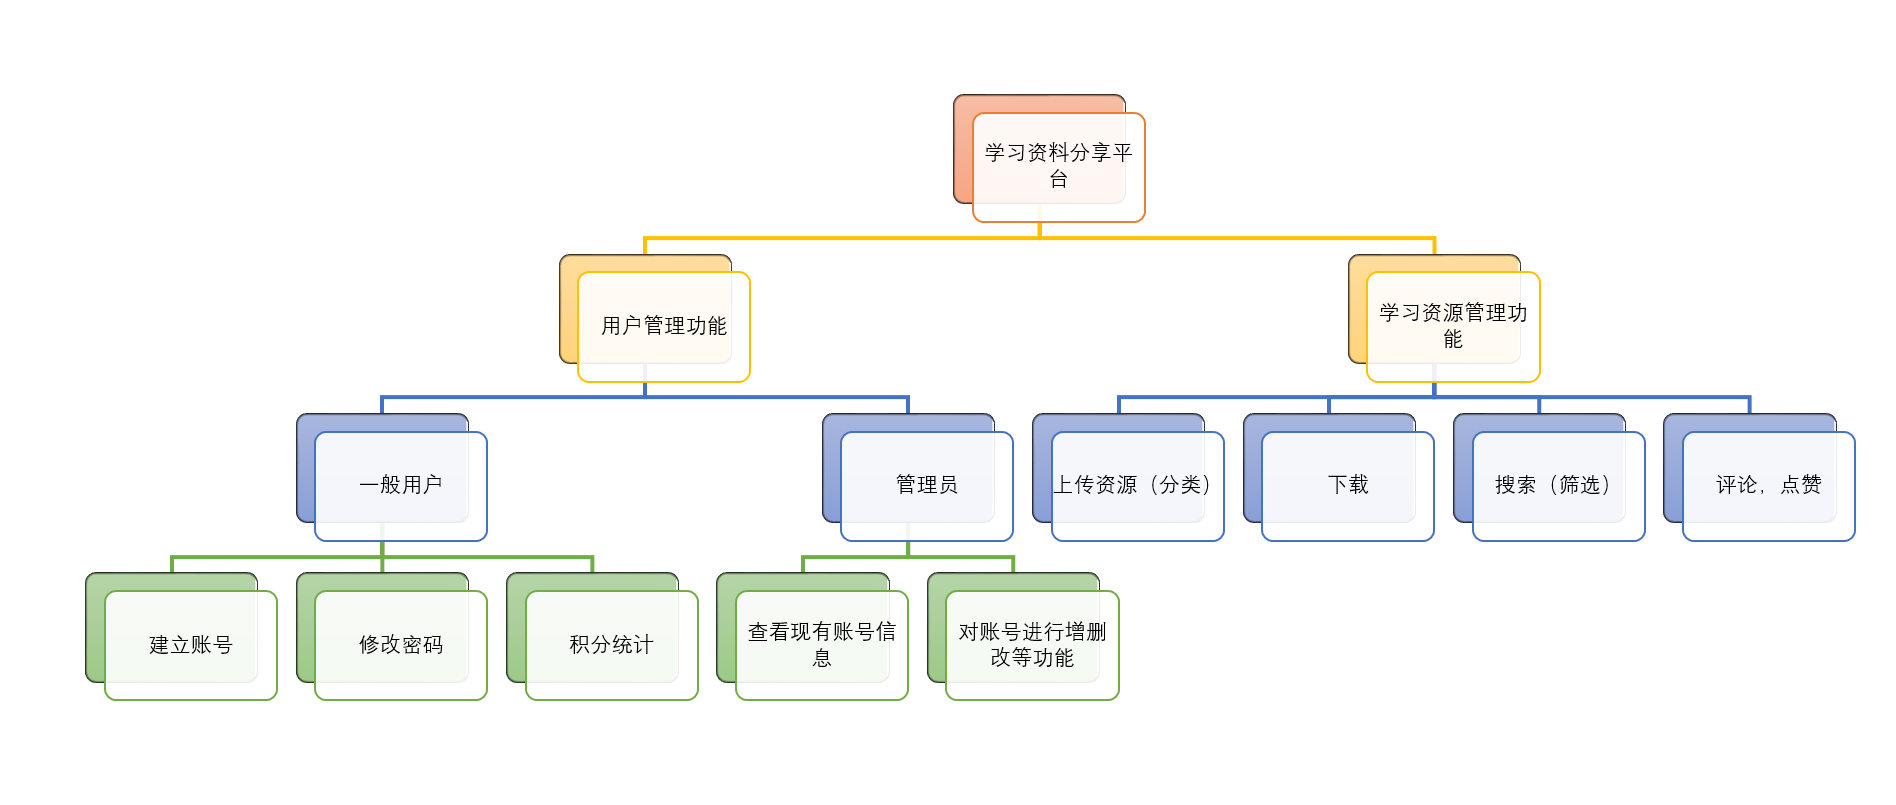 学习资料分享平
台
用户管理功能
学习资源管理功
能
一般用户
管理员
上传资源（分类）
下载
搜索（筛选）
评论，点赞
建立账号
修改密码
积分统计
查看现有账号信
息
对账号进行增删
改等功能